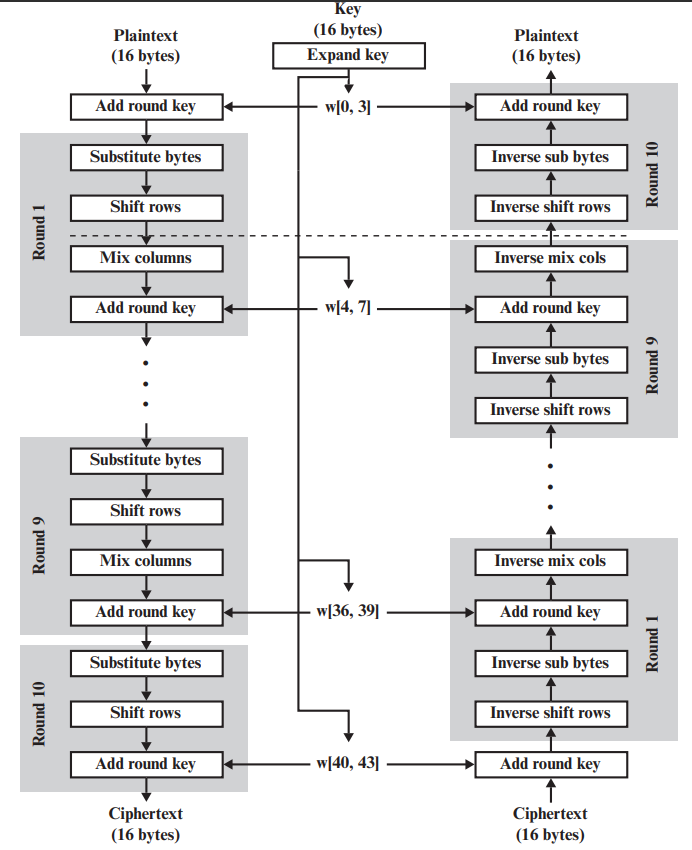 Key
(16 bytes)
Expand key
Plaintext
(16 bytes)
Add round key
Round 1
Substitute bytes
Shift rows
Mix columns
Add round key
.
.
.
Round 9
Substitute bytes
Shift rows
Mix columns
Add round key
Round 10
Substitute bytes
Shift rows
Add round key
Ciphertext
(16 bytes)
w[0, 3]
w[4, 7]
w[36, 39]
w[40, 43]
Plaintext
(16 bytes)
Add round key
Inverse sub bytes
Inverse shift rows
Round 10
Inverse mix cols
Add round key
Inverse sub bytes
Inverse shift rows
Round 9
.
.
.
Inverse mix cols
Add round key
Inverse sub bytes
Inverse shift rows
Round 1
Add round key
Ciphertext
(16 bytes)